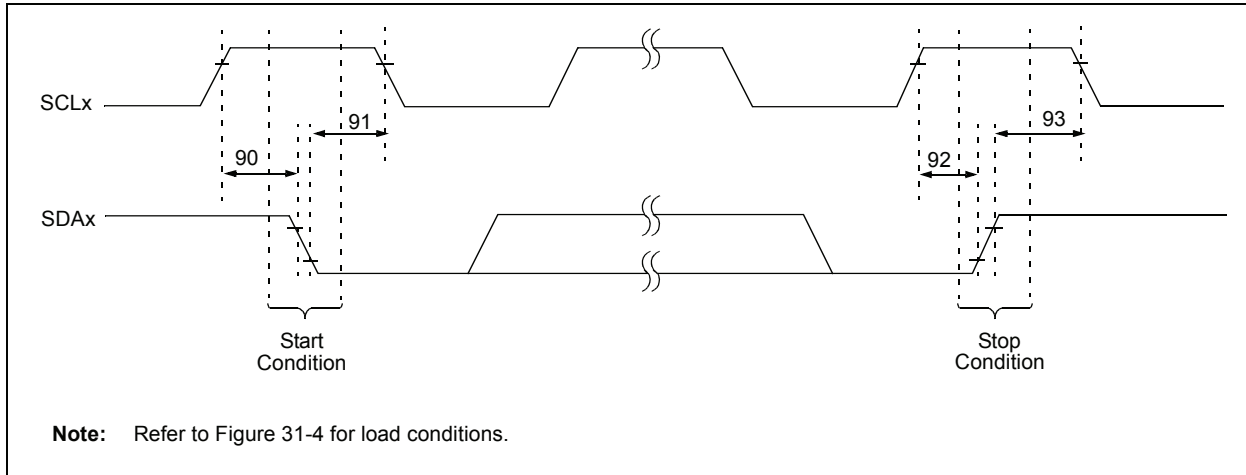 SCLx
91
93
90
92
SDAx
Start
Condition
Stop
Condition
Note: Refer to Figure 31-4 for load conditions.